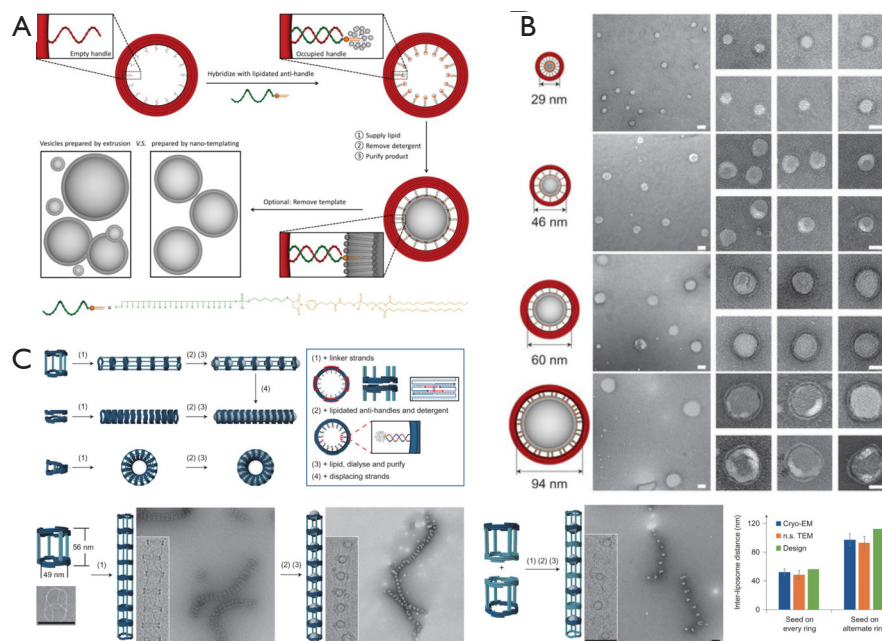 A
Empty handle
Hybridize with lipidated anti-handle
Occupied handle
① Supply lipid
② Remove detergent
③ Purify product
Vesicles prepared by extrusion V.S. prepared by nano-templating
Optional: Remove template
=
B
29 nm
46 nm
60 nm
94 nm
C
(1)
(2) (3)
(4)
(1)
(2) (3)
(1)
(2) (3)
(1) + linker strands
(2) + lipidated anti-handles and detergent
(3) + lipid, dialyse and purify
(4) + displacing strands
56 nm
49 nm
(1)
(2) (3)
+
(1) (2) (3)
Inter-liposome distance (nm)
120
80
40
0
Cryo-EM
n.s. TEM
Design
Seed on
every ring
Seed on
alternate rin